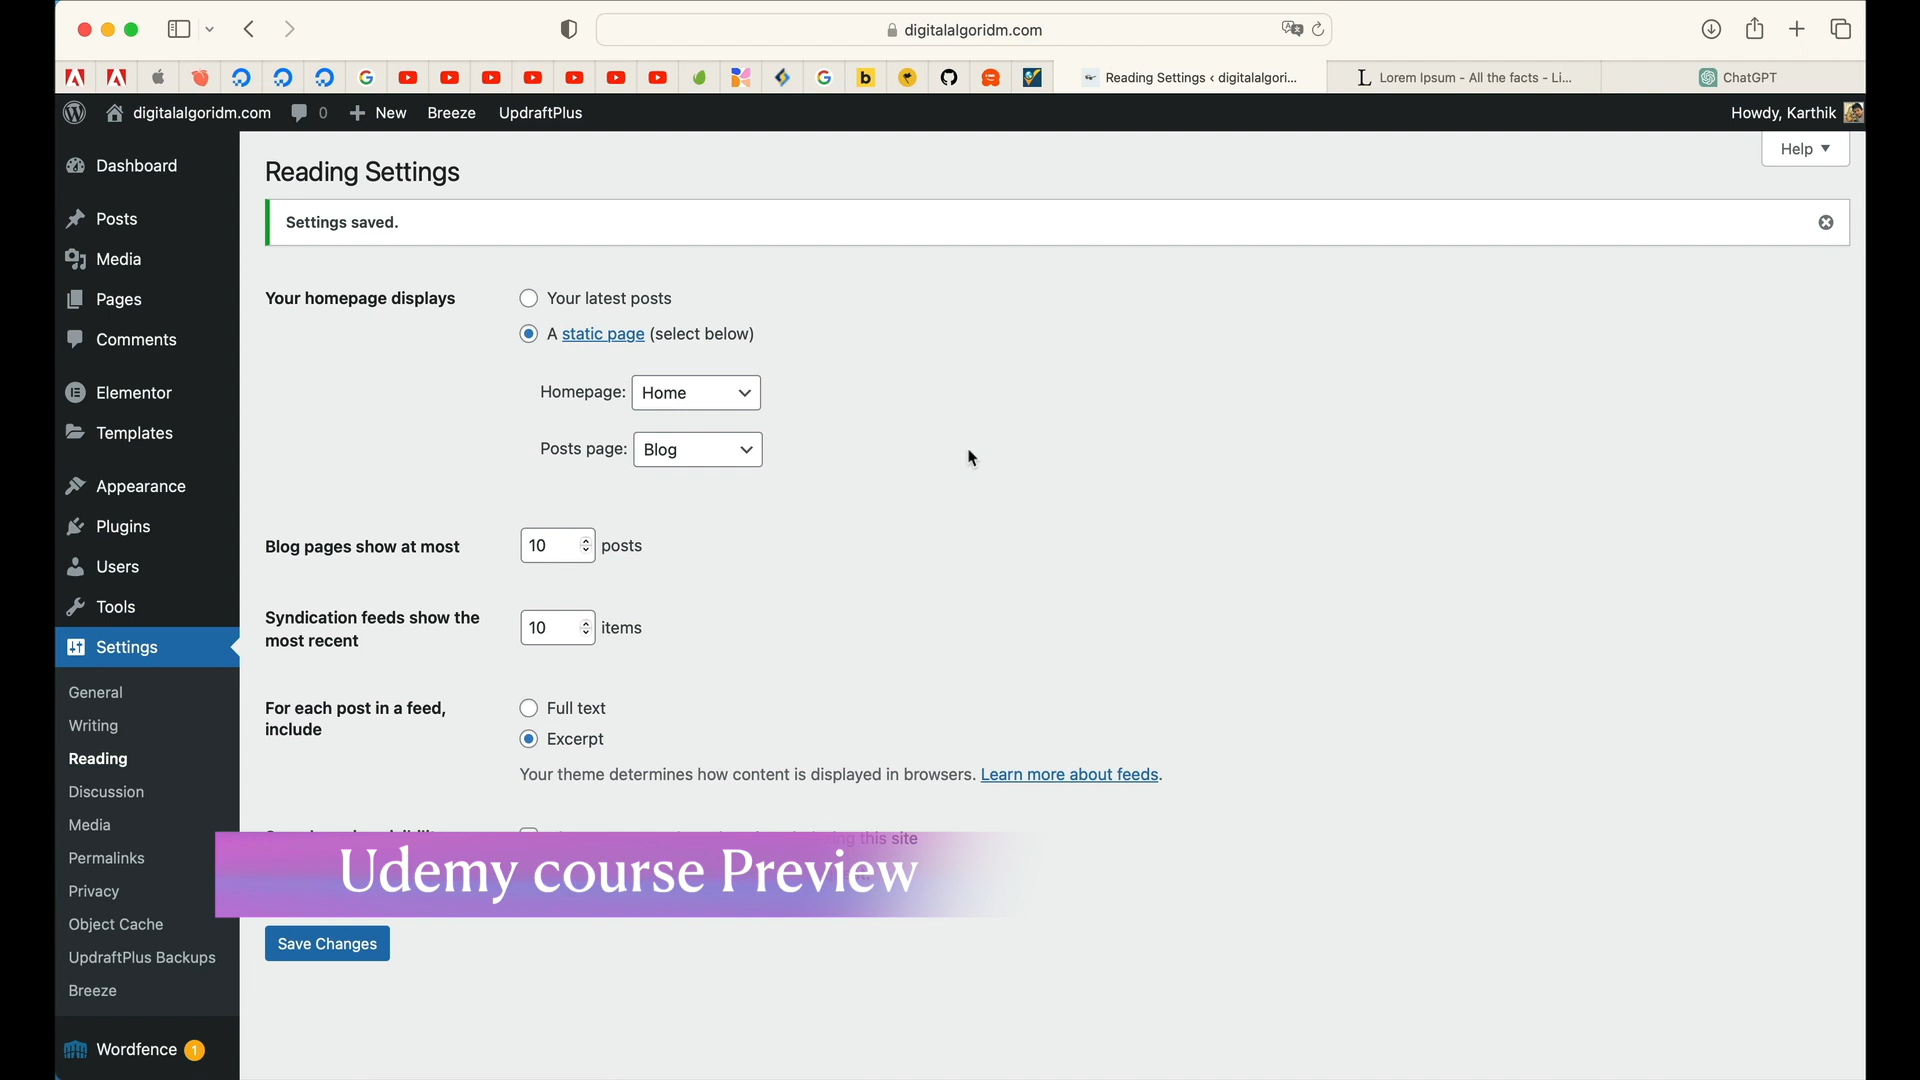 digitalalgoridm.com
Reading Settings < digitalalgori...
Lorem Ipsum - All the facts - Li...
ChatGPT
digitalalgoridm.com
0
New
Breeze
UpdraftPlus
Howdy, Karthik
Help
Dashboard
Posts
Media
Pages
Comments
Elementor
Templates
Appearance
Plugins
Users
Tools
Settings
General
Writing
Reading
Discussion
Media
Permalinks
Privacy
Object Cache
UpdraftPlus Backups
Breeze
Wordfence 1
Reading Settings
Settings saved.
Your homepage displays
Your latest posts
A static page (select below)
Homepage: Home
Posts page: Blog
Blog pages show at most
10 posts
Syndication feeds show the
most recent
10 items
For each post in a feed,
include
Full text
Excerpt
Your theme determines how content is displayed in browsers. Learn more about feeds.
this site
Udemy course Preview
Save Changes